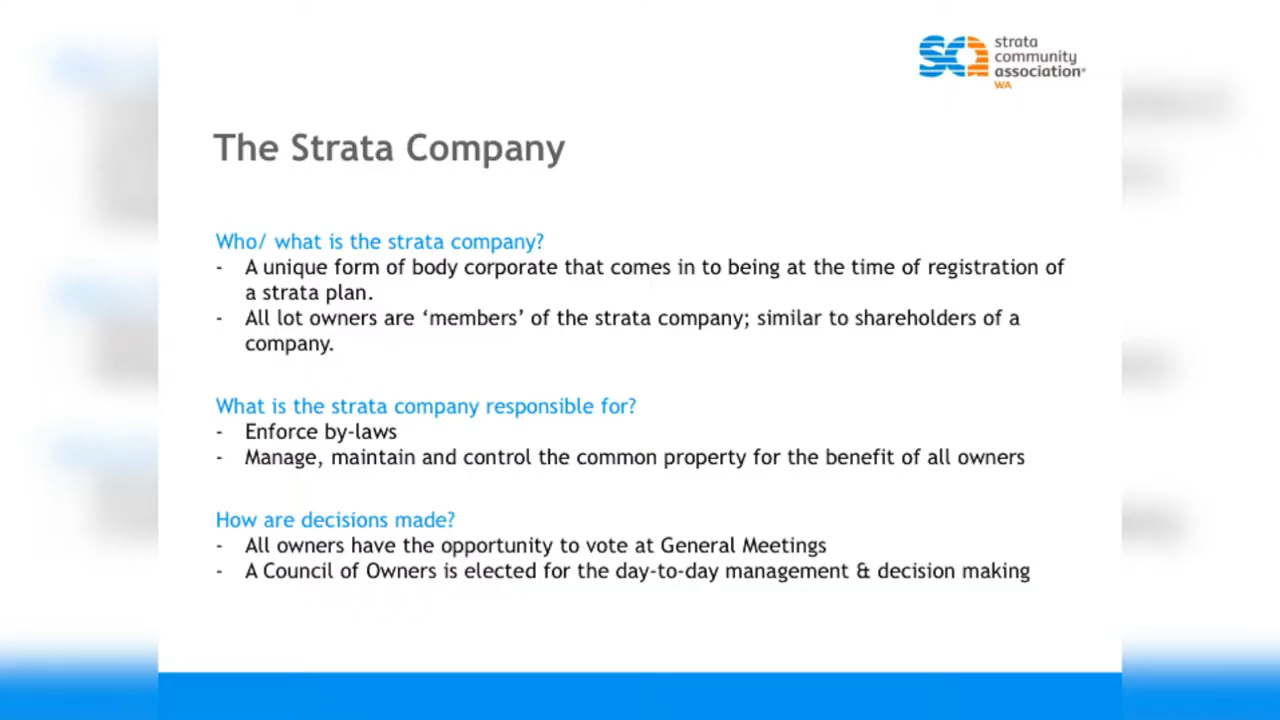 strata
community
association
WA
The Strata Company
Who/ what is the strata company?
- A unique form of body corporate that comes in to being at the time of registration of
a strata plan.
- All lot owners are ‘members’ of the strata company; similar to shareholders of a
company.
What is the strata company responsible for?
- Enforce by-laws
- Manage, maintain and control the common property for the benefit of all owners
How are decisions made?
- All owners have the opportunity to vote at General Meetings
- A Council of Owners is elected for the day-to-day management & decision making